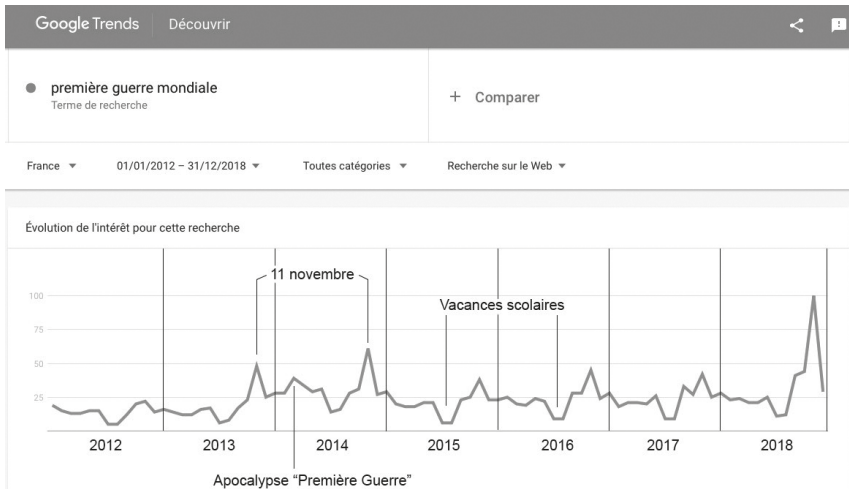 Google Trends Découvrir
première guerre mondiale
Terme de recherche
+ Comparer
France 01/01/2012 – 31/12/2018 Toutes catégories Recherche sur le Web
Évolution de l'intérêt pour cette recherche
11 novembre
Vacances scolaires
100
75
50
25
2012 2013 2014 2015 2016 2017 2018
Apocalypse “Première Guerre”